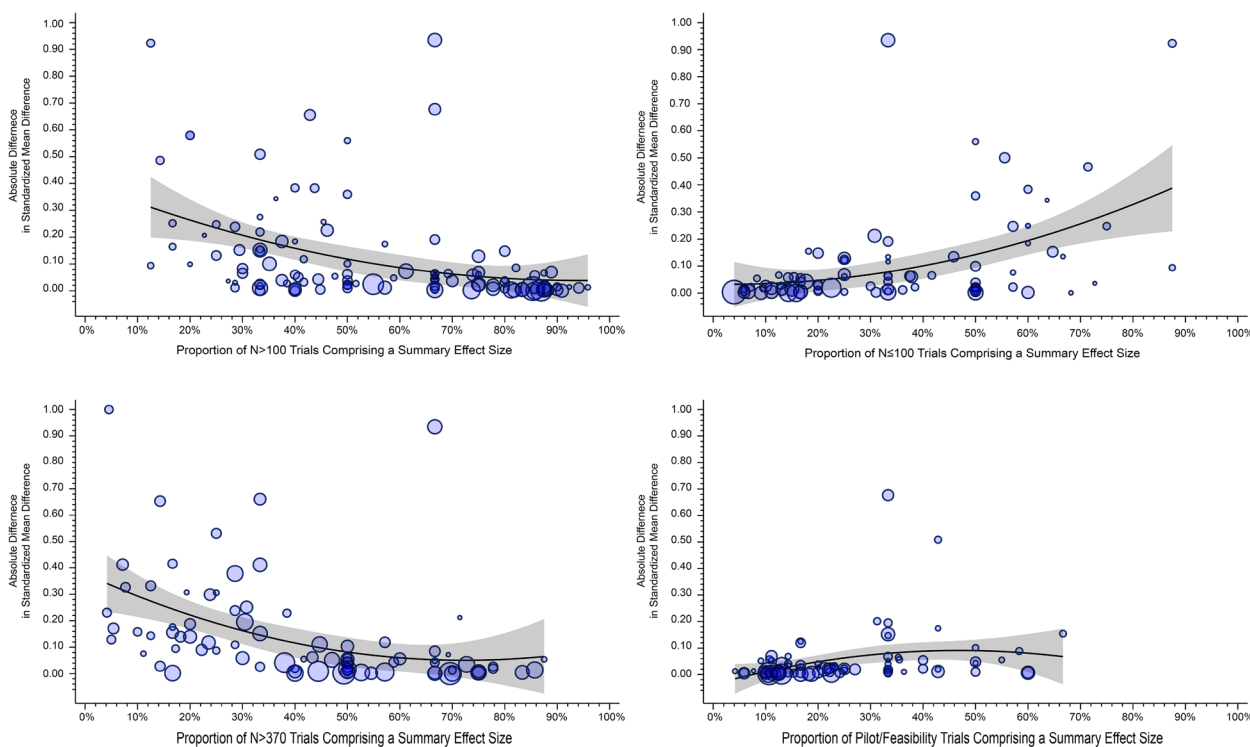 Absolute Differnece
in Standardized Mean Difference
1.00
0.90
0.80
0.70
0.60
0.50
0.40
0.30
0.20
0.10
0.00
0% 10% 20% 30% 40% 50% 60% 70% 80% 90% 100%
Proportion of N>100 Trials Comprising a Summary Effect Size
Absolute Differnece
in Standardized Mean Difference
1.00
0.90
0.80
0.70
0.60
0.50
0.40
0.30
0.20
0.10
0.00
0% 10% 20% 30% 40% 50% 60% 70% 80% 90% 100%
Proportion of N≤100 Trials Comprising a Summary Effect Size
Absolute Differnece
in Standardized Mean Difference
1.00
0.90
0.80
0.70
0.60
0.50
0.40
0.30
0.20
0.10
0.00
0% 10% 20% 30% 40% 50% 60% 70% 80% 90% 100%
Proportion of N>370 Trials Comprising a Summary Effect Size
Absolute Differnece
in Standardized Mean Difference
1.00
0.90
0.80
0.70
0.60
0.50
0.40
0.30
0.20
0.10
0.00
0% 10% 20% 30% 40% 50% 60% 70% 80% 90% 100%
Proportion of Pilot/Feasibility Trials Comprising a Summary Effect Size